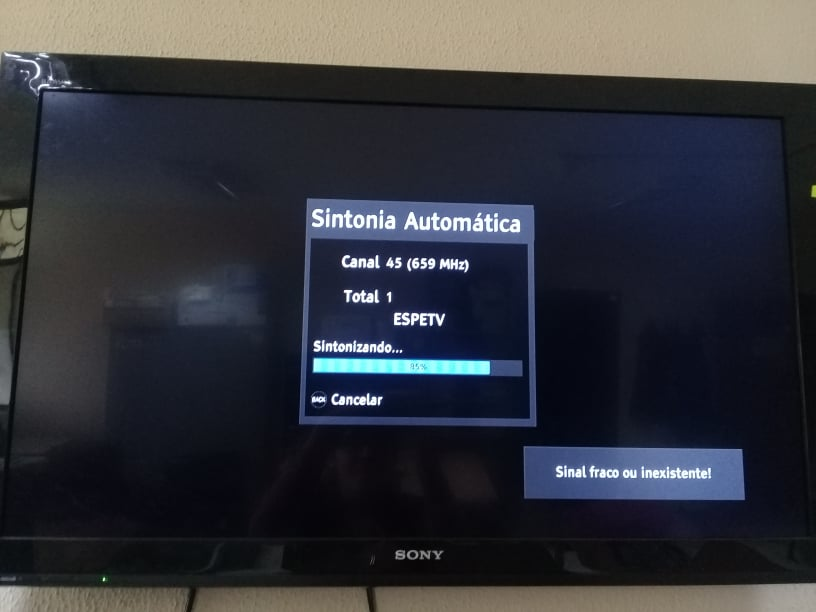 Sintonia Automática
Canal 45 (659 MHz)
Total 1
ESPETV
Sintonizando...
85%
BACK Cancelar
Sinal fraco ou inexistente!
SONY